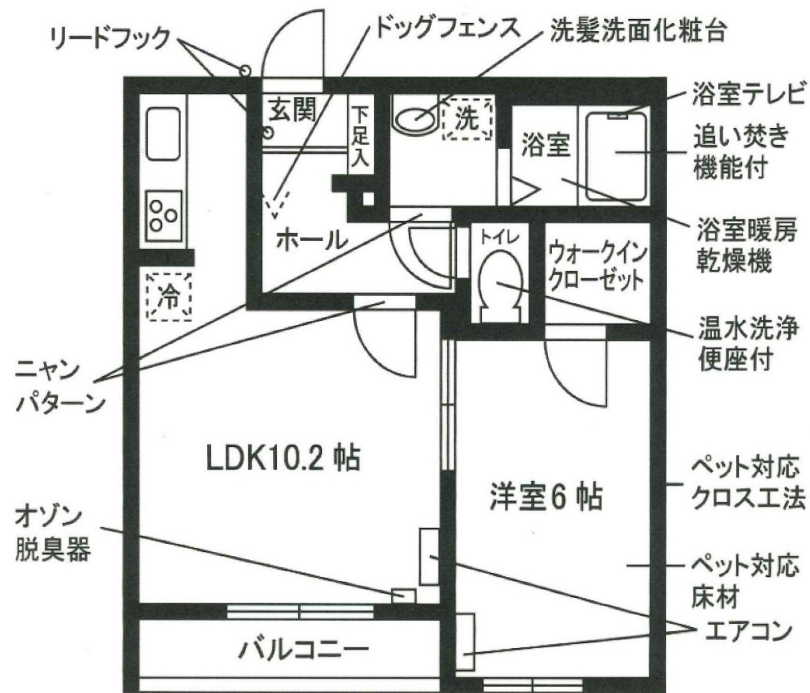 リードフック
ドッグフェンス
洗髪洗面化粧台
浴室テレビ
追い焚き
機能付
玄関
下足入
洗
浴室
浴室暖房
乾燥機
ホール
トイレ
ウォークイン
クローゼット
冷
温水洗浄
便座付
ニャン
パターン
LDK10.2帖
洋室6帖
ペット対応
クロス工法
オゾン
脱臭器
ペット対応
床材
エアコン
バルコニー